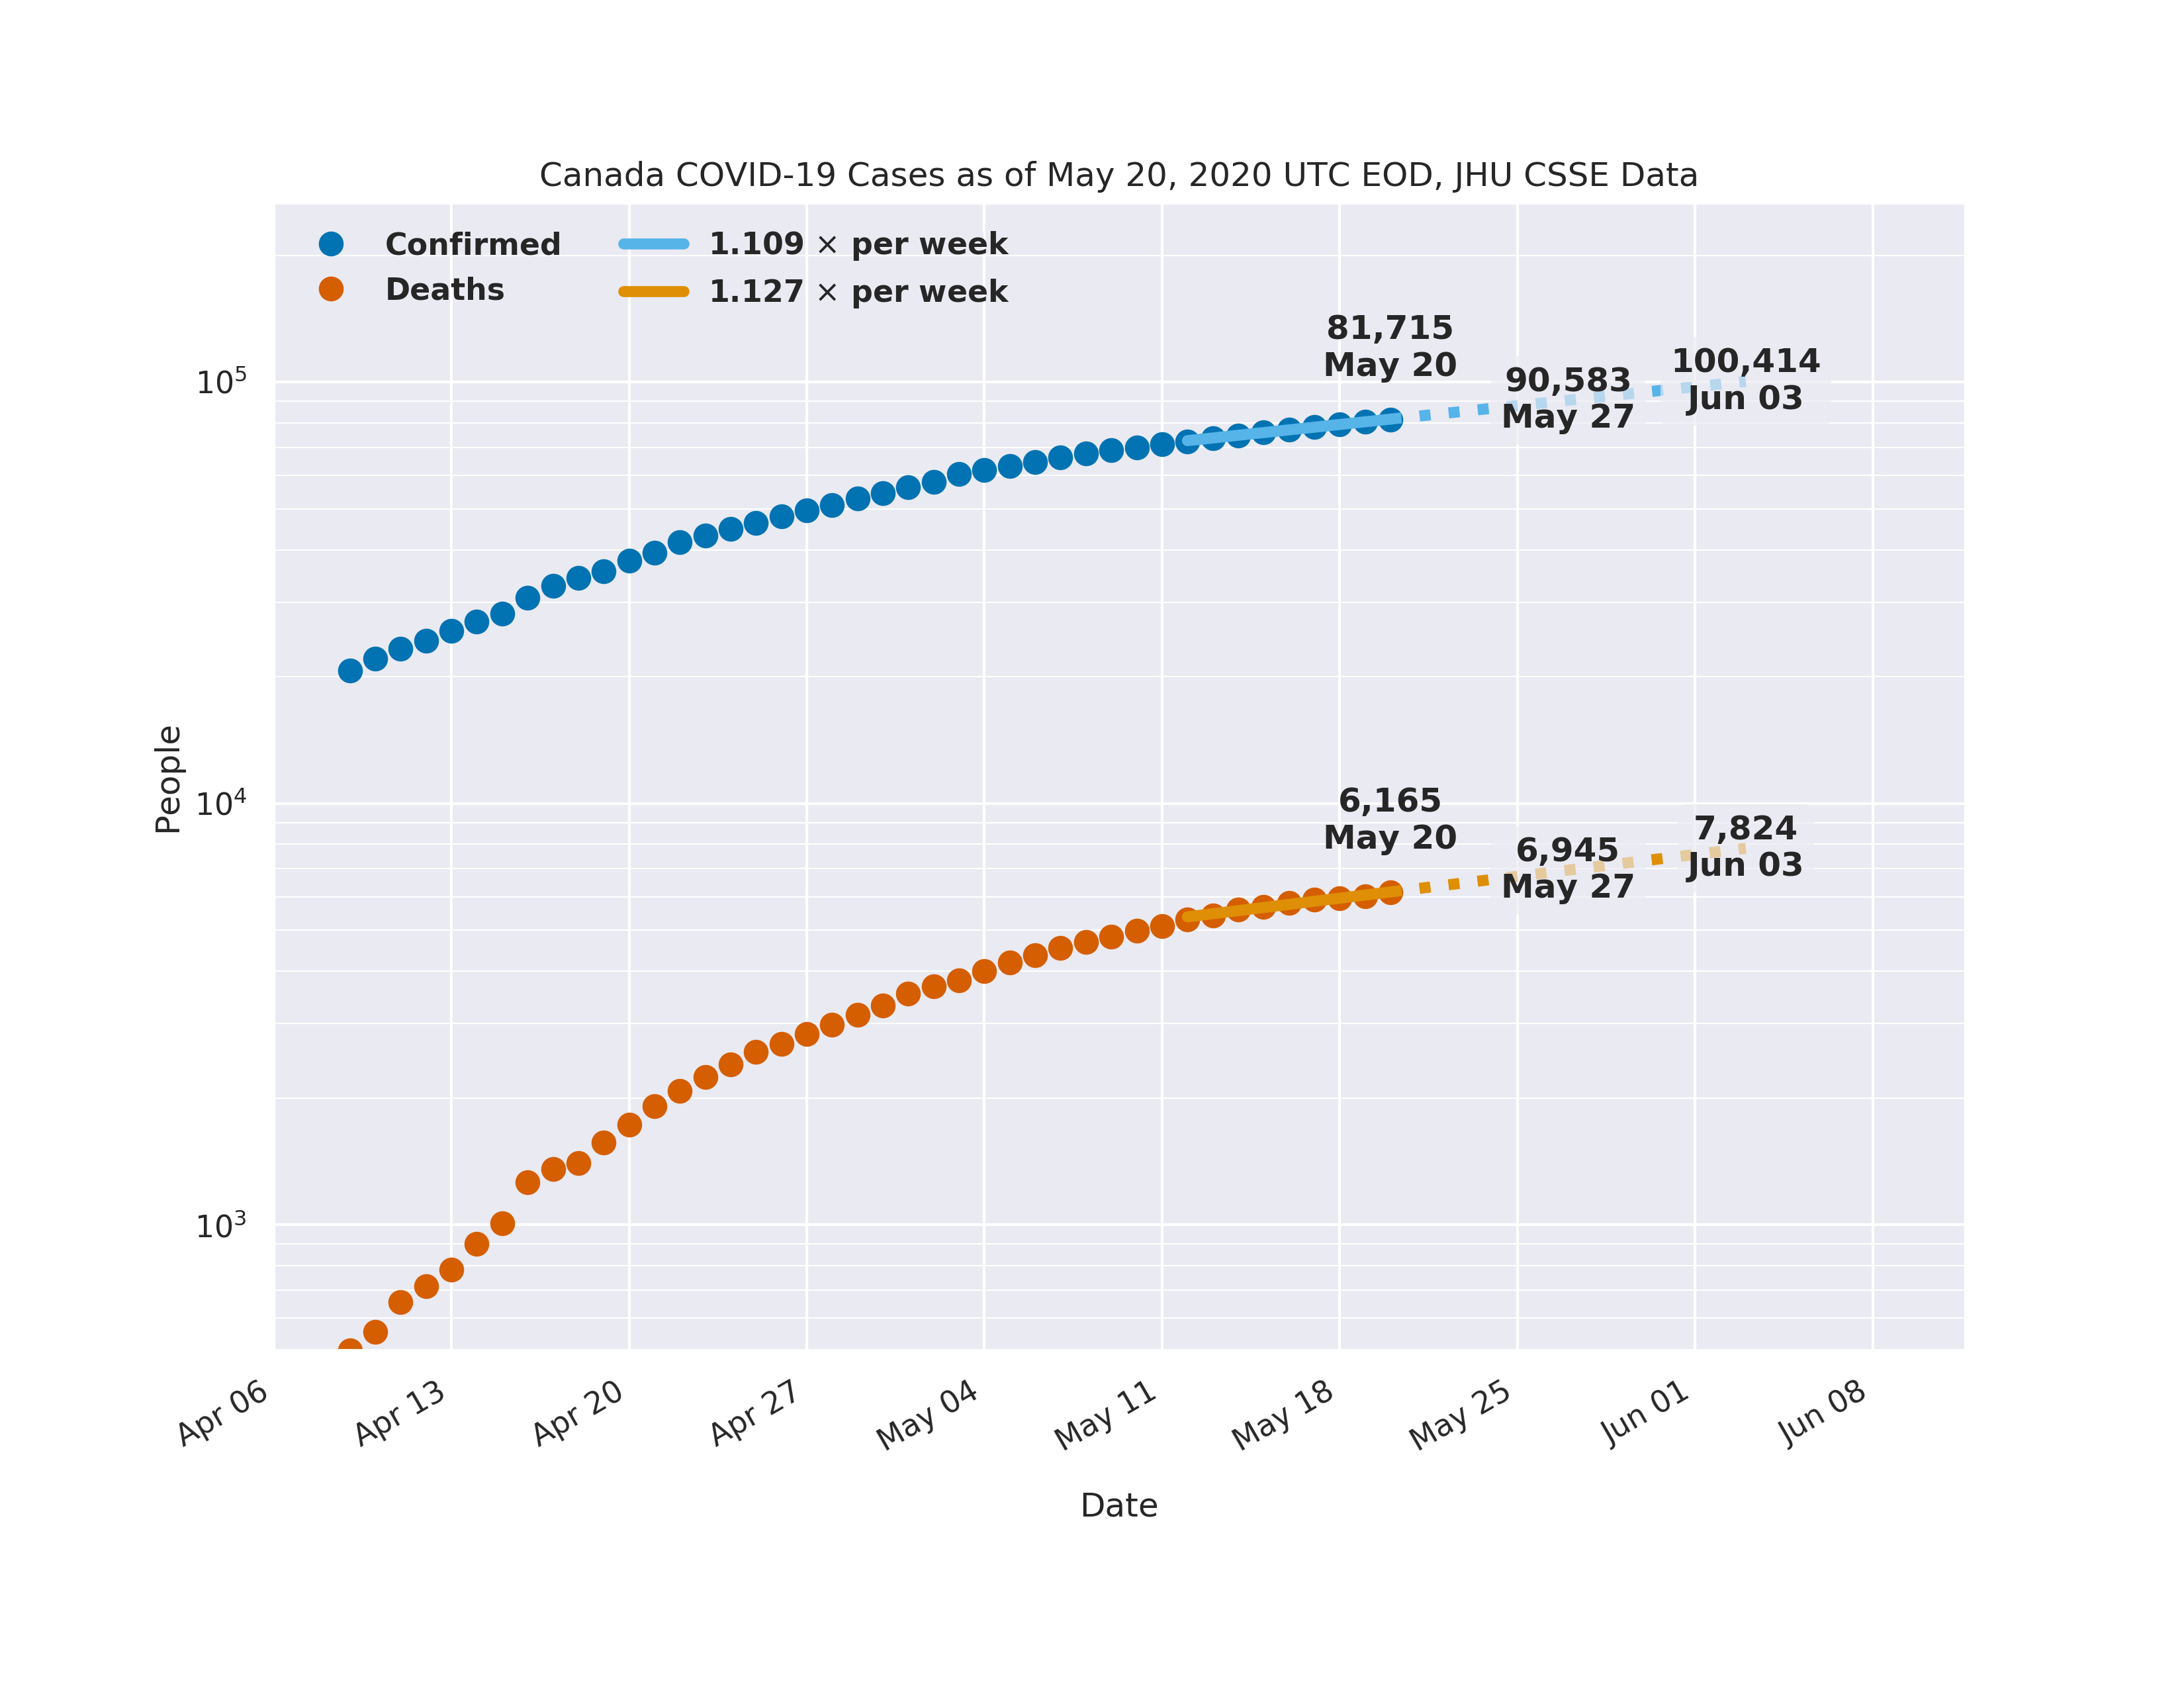 Canada COVID-19 Cases as of May 20, 2020 UTC EOD, JHU CSSE Data
Confirmed
Deaths
1.109 × per week
1.127 × per week
81,715
May 20
90,583
May 27
100,414
Jun 03
6,165
May 20
6,945
May 27
7,824
Jun 03
People
10⁵
10⁴
10³
Apr 06
Apr 13
Apr 20
Apr 27
May 04
May 11
May 18
May 25
Jun 01
Jun 08
Date